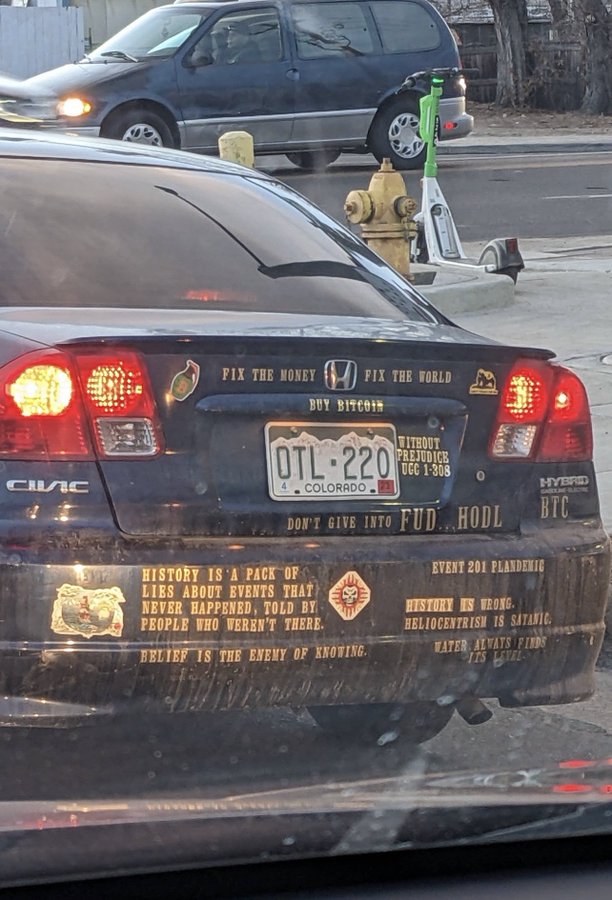 FIX THE MONEY FIX THE WORLD
BUY BITCOIN
OTL·220
4 COLORADO
WITHOUT
PREJUDICE
UCC 1-308
CIVIC
HYBRID
BTC
DON'T GIVE INTO FUD...HODL
HISTORY IS A PACK OF
LIES ABOUT EVENTS THAT
NEVER HAPPENED, TOLD BY
PEOPLE WHO WEREN'T THERE.
BELIEF IS THE ENEMY OF KNOWING.
EVENT 201 PLANDEMIC
HISTORY IS WRONG.
HELIOCENTRISM IS SATANIC.
WATER ALWAYS FINDS
ITS LEVEL.